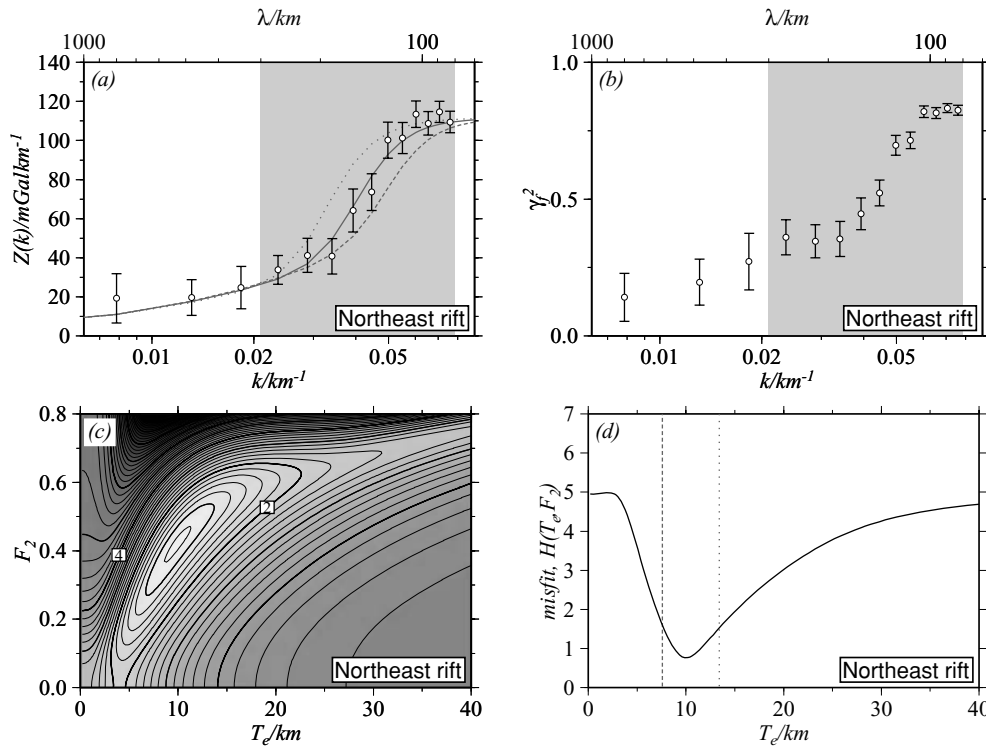 λ/km
1000 100
140
120
100
80
60
40
20
0
Z(k)/mGalkm-1
(a)
Northeast rift
0.01 0.02 0.05
k/km-1
λ/km
1000 100
1.0
0.5
0.0
γf2
(b)
Northeast rift
0.01 0.02 0.05
k/km-1
0.8
0.6
0.4
0.2
0.0
F2
(c)
2
4
Northeast rift
0 10 20 30 40
Te/km
7
6
5
4
3
2
1
0
misfit, H(Te,F2)
(d)
Northeast rift
0 10 20 30 40
Te/km